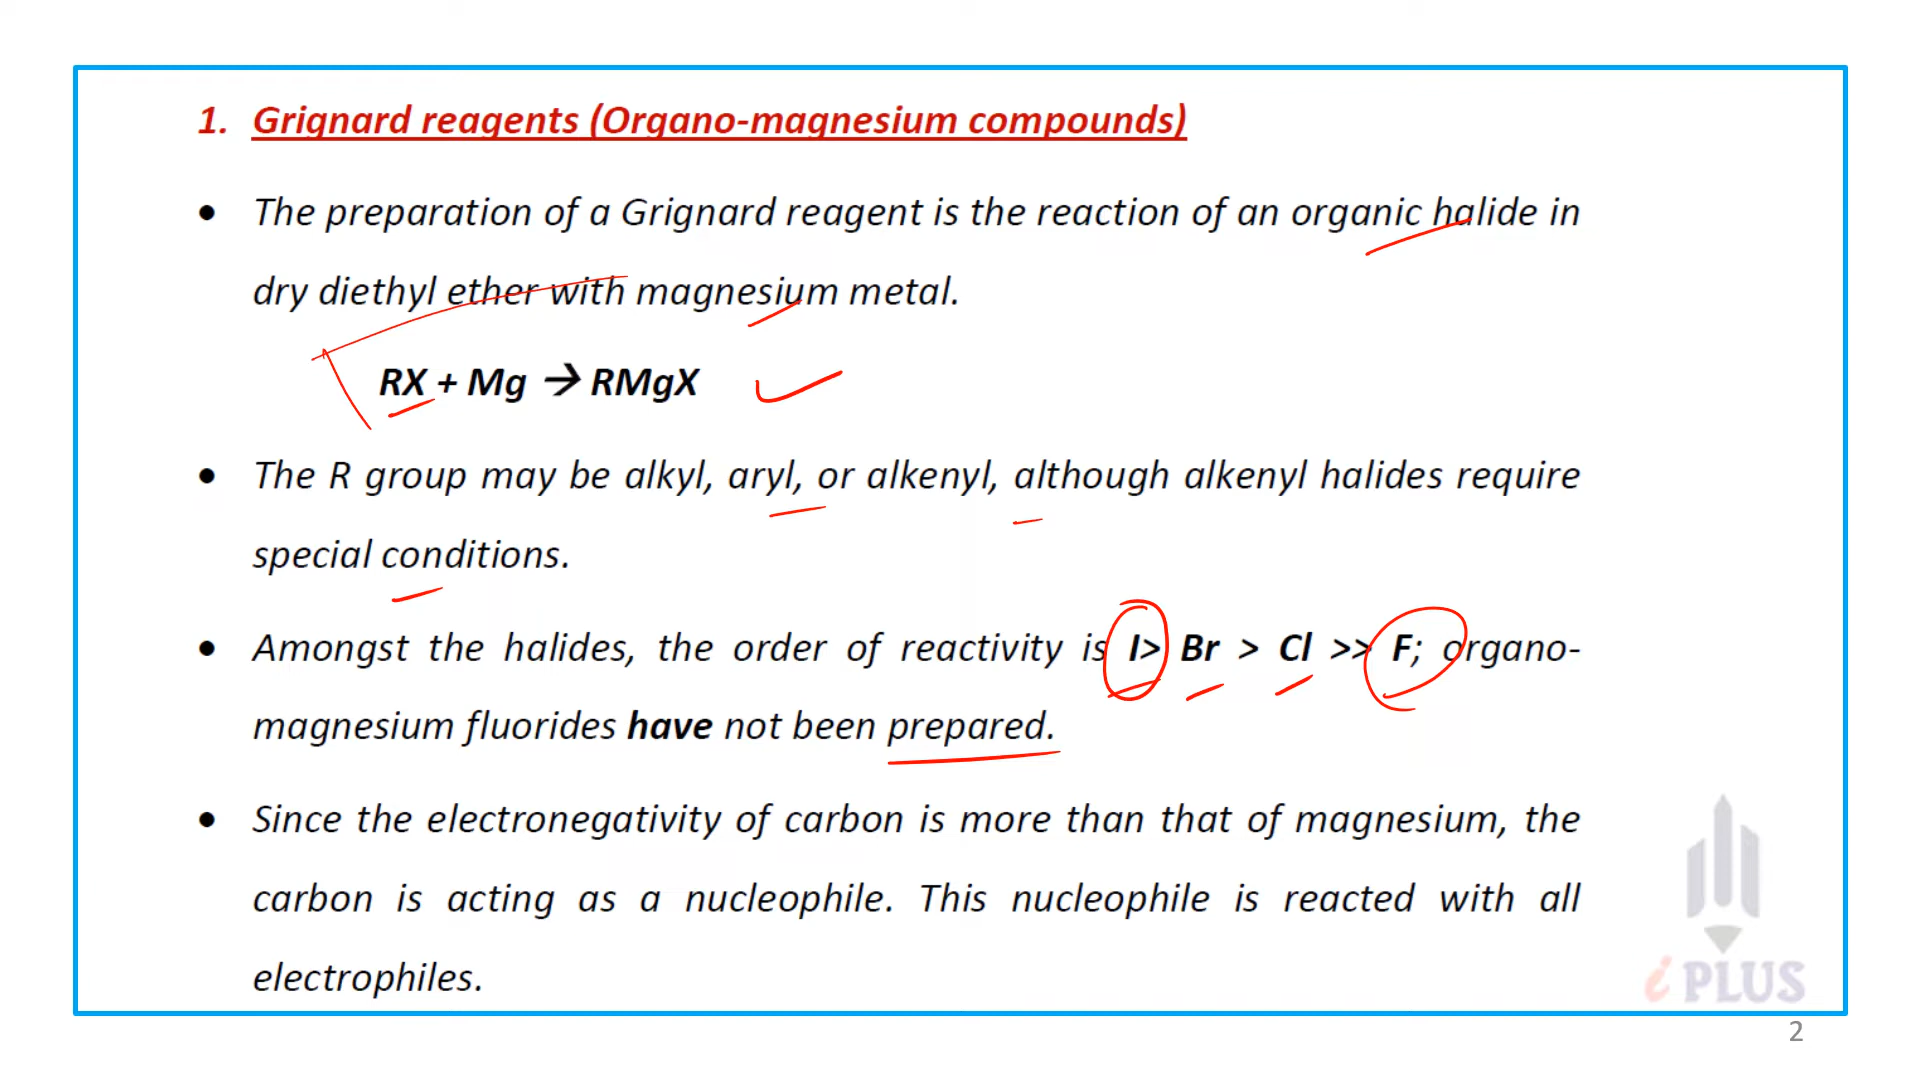 1. Grignard reagents (Organo-magnesium compounds)
• The preparation of a Grignard reagent is the reaction of an organic halide in
dry diethyl ether with magnesium metal.
RX + Mg → RMgX
• The R group may be alkyl, aryl, or alkenyl, although alkenyl halides require
special conditions.
• Amongst the halides, the order of reactivity is I> Br > Cl >> F; organo-
magnesium fluorides have not been prepared.
• Since the electronegativity of carbon is more than that of magnesium, the
carbon is acting as a nucleophile. This nucleophile is reacted with all
electrophiles.
i PLUS
2